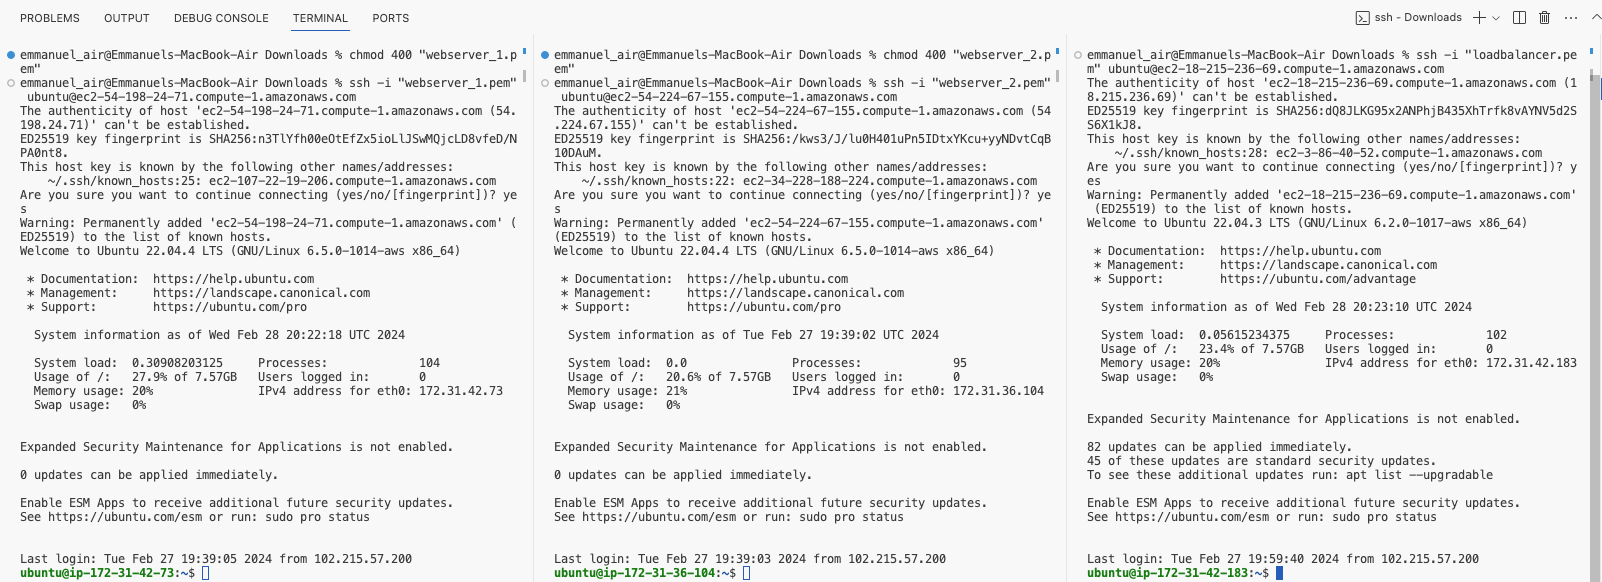 PROBLEMS OUTPUT DEBUG CONSOLE TERMINAL PORTS
ssh - Downloads
emmanuel_air@Emmanuels-MacBook-Air Downloads % chmod 400 "webserver_1.p
em"
emmanuel_air@Emmanuels-MacBook-Air Downloads % ssh -i "webserver_1.pem"
ubuntu@ec2-54-198-24-71.compute-1.amazonaws.com
The authenticity of host 'ec2-54-198-24-71.compute-1.amazonaws.com (54.
198.24.71)' can't be established.
ED25519 key fingerprint is SHA256:n3TlYfh00eOtEfZx5ioLlJSwMQjcLD8vfeD/N
PA0nt8.
This host key is known by the following other names/addresses:
~/.ssh/known_hosts:25: ec2-107-22-19-206.compute-1.amazonaws.com
Are you sure you want to continue connecting (yes/no/[fingerprint])? ye
s
Warning: Permanently added 'ec2-54-198-24-71.compute-1.amazonaws.com' (
ED25519) to the list of known hosts.
Welcome to Ubuntu 22.04.4 LTS (GNU/Linux 6.5.0-1014-aws x86_64)
* Documentation: https://help.ubuntu.com
* Management: https://landscape.canonical.com
* Support: https://ubuntu.com/pro
System information as of Wed Feb 28 20:22:18 UTC 2024
System load: 0.30908203125 Processes: 104
Usage of /: 27.9% of 7.57GB Users logged in: 0
Memory usage: 20% IPv4 address for eth0: 172.31.42.73
Swap usage: 0%
Expanded Security Maintenance for Applications is not enabled.
0 updates can be applied immediately.
Enable ESM Apps to receive additional future security updates.
See https://ubuntu.com/esm or run: sudo pro status
Last login: Tue Feb 27 19:39:05 2024 from 102.215.57.200
ubuntu@ip-172-31-42-73:~$
emmanuel_air@Emmanuels-MacBook-Air Downloads % chmod 400 "webserver_2.p
em"
emmanuel_air@Emmanuels-MacBook-Air Downloads % ssh -i "webserver_2.pem"
ubuntu@ec2-54-224-67-155.compute-1.amazonaws.com
The authenticity of host 'ec2-54-224-67-155.compute-1.amazonaws.com (54
.224.67.155)' can't be established.
ED25519 key fingerprint is SHA256:/kws3/J/lu0H401uPn5IDtxYKcu+yyNDvtCqB
10DAuM.
This host key is known by the following other names/addresses:
~/.ssh/known_hosts:22: ec2-34-228-188-224.compute-1.amazonaws.com
Are you sure you want to continue connecting (yes/no/[fingerprint])? ye
s
Warning: Permanently added 'ec2-54-224-67-155.compute-1.amazonaws.com'
(ED25519) to the list of known hosts.
Welcome to Ubuntu 22.04.4 LTS (GNU/Linux 6.5.0-1014-aws x86_64)
* Documentation: https://help.ubuntu.com
* Management: https://landscape.canonical.com
* Support: https://ubuntu.com/pro
System information as of Tue Feb 27 19:39:02 UTC 2024
System load: 0.0 Processes: 95
Usage of /: 20.6% of 7.57GB Users logged in: 0
Memory usage: 21% IPv4 address for eth0: 172.31.36.104
Swap usage: 0%
Expanded Security Maintenance for Applications is not enabled.
0 updates can be applied immediately.
Enable ESM Apps to receive additional future security updates.
See https://ubuntu.com/esm or run: sudo pro status
Last login: Tue Feb 27 19:39:03 2024 from 102.215.57.200
ubuntu@ip-172-31-36-104:~$
emmanuel_air@Emmanuels-MacBook-Air Downloads % ssh -i "loadbalancer.pe
m" ubuntu@ec2-18-215-236-69.compute-1.amazonaws.com
The authenticity of host 'ec2-18-215-236-69.compute-1.amazonaws.com (1
8.215.236.69)' can't be established.
ED25519 key fingerprint is SHA256:dQ8JLKG95x2ANPhjB435XhTrfk8vAYNV5d2S
S6X1kJ8.
This host key is known by the following other names/addresses:
~/.ssh/known_hosts:28: ec2-3-86-40-52.compute-1.amazonaws.com
Are you sure you want to continue connecting (yes/no/[fingerprint])? y
es
Warning: Permanently added 'ec2-18-215-236-69.compute-1.amazonaws.com'
(ED25519) to the list of known hosts.
Welcome to Ubuntu 22.04.3 LTS (GNU/Linux 6.2.0-1017-aws x86_64)
* Documentation: https://help.ubuntu.com
* Management: https://landscape.canonical.com
* Support: https://ubuntu.com/advantage
System information as of Wed Feb 28 20:23:10 UTC 2024
System load: 0.05615234375 Processes: 102
Usage of /: 23.4% of 7.57GB Users logged in: 0
Memory usage: 20% IPv4 address for eth0: 172.31.42.183
Swap usage: 0%
Expanded Security Maintenance for Applications is not enabled.
82 updates can be applied immediately.
45 of these updates are standard security updates.
To see these additional updates run: apt list --upgradable
Enable ESM Apps to receive additional future security updates.
See https://ubuntu.com/esm or run: sudo pro status
Last login: Tue Feb 27 19:59:40 2024 from 102.215.57.200
ubuntu@ip-172-31-42-183:~$